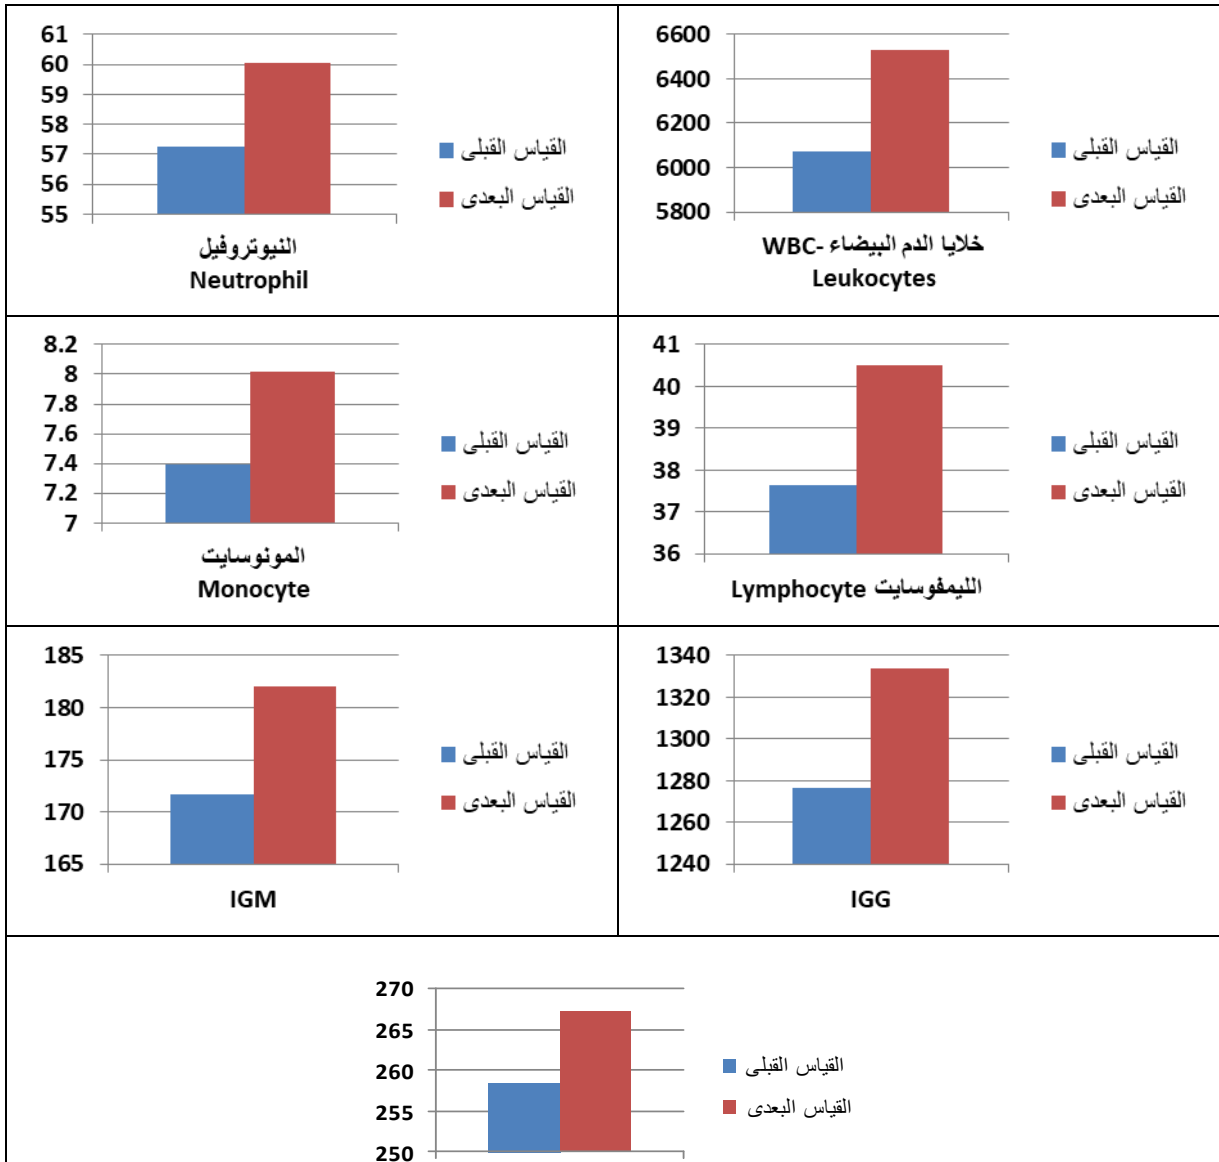 61
60
59
58
57
56
55
القياس القبلى
القياس البعدى
النيوتروفيل
Neutrophil
6600
6400
6200
6000
5800
القياس القبلى
القياس البعدى
خلايا الدم البيضاء WBC-
Leukocytes
8.2
8
7.8
7.6
7.4
7.2
7
القياس القبلى
القياس البعدى
المونوسايت
Monocyte
41
40
39
38
37
36
القياس القبلى
القياس البعدى
الليمفوسايت Lymphocyte
185
180
175
170
165
القياس القبلى
القياس البعدى
IGM
1340
1320
1300
1280
1260
1240
القياس القبلى
القياس البعدى
IGG
270
265
260
255
250
القياس القبلى
القياس البعدى